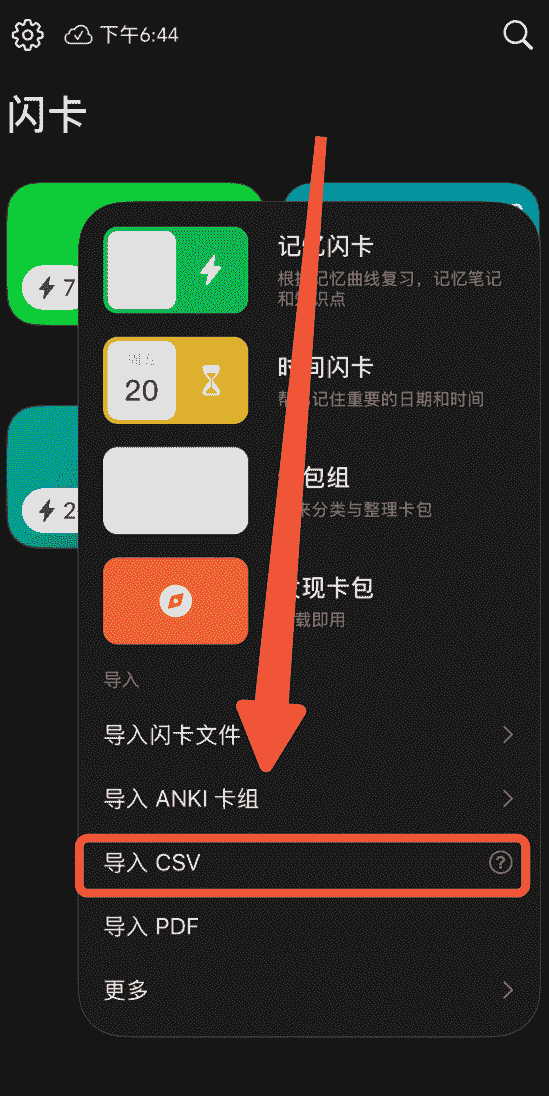 下午6:44
闪卡
7
2
记忆闪卡
根据记忆曲线复习，记忆笔记
和知识点
20
时间闪卡
记住重要的日期和时间
包组
来分类与整理卡包
发现卡包
载即用
导入
导入闪卡文件
导入 ANKI 卡组
导入 CSV
?
导入 PDF
更多